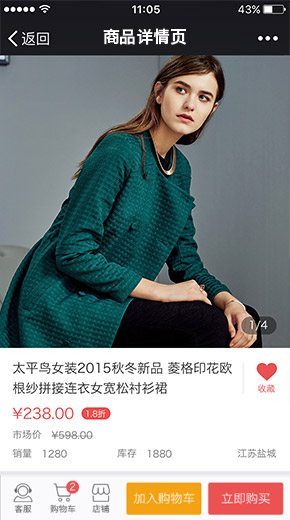 11:05
43%
返回
商品详情页
1/4
太平鸟女装2015秋冬新品 菱格印花欧
根纱拼接连衣女宽松衬衫裙
收藏
¥238.00 1.8折
市场价 ¥598.00
销量 1280 库存 1880 江苏盐城
2
客服 购物车 店铺 加入购物车 立即购买